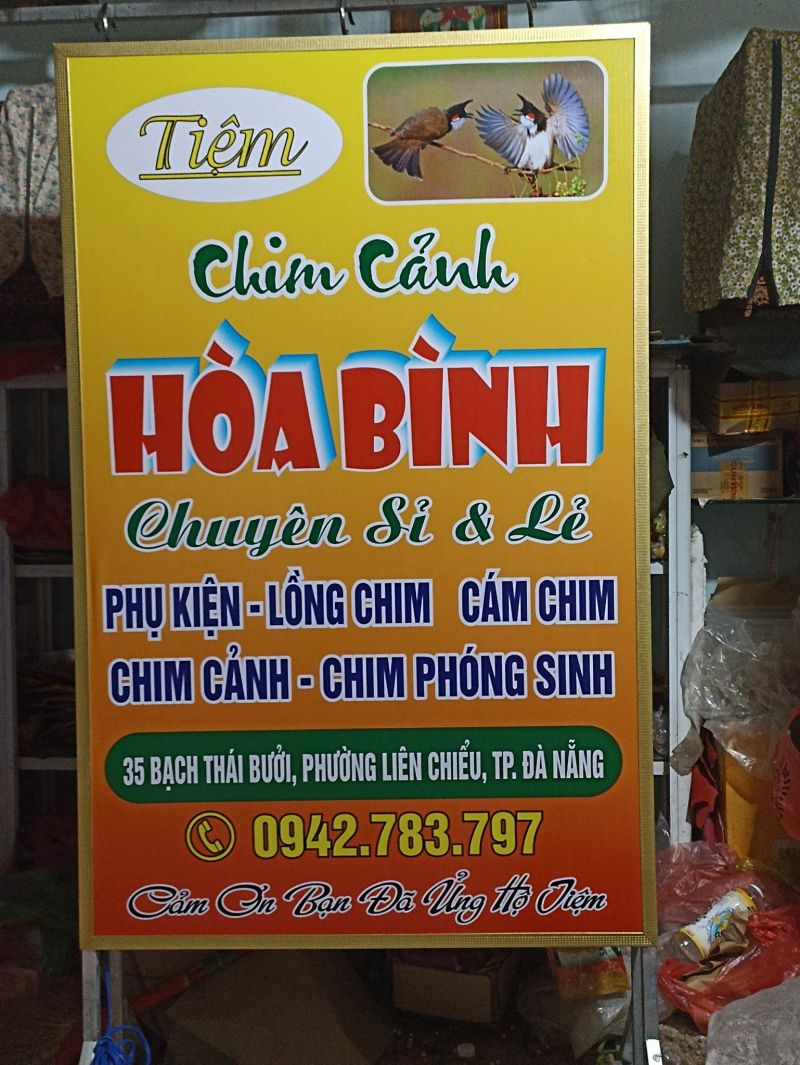 Tiệm
Chim Cảnh
HÒA BÌNH
Chuyên Sỉ & Lẻ
PHỤ KIỆN - LỒNG CHIM CÁM CHIM
CHIM CẢNH - CHIM PHÓNG SINH
35 BẠCH THÁI BƯỞI, PHƯỜNG LIÊN CHIỂU, TP. ĐÀ NẴNG
0942.783.797
Cảm Ơn Bạn Đã Ủng Hộ Tiệm